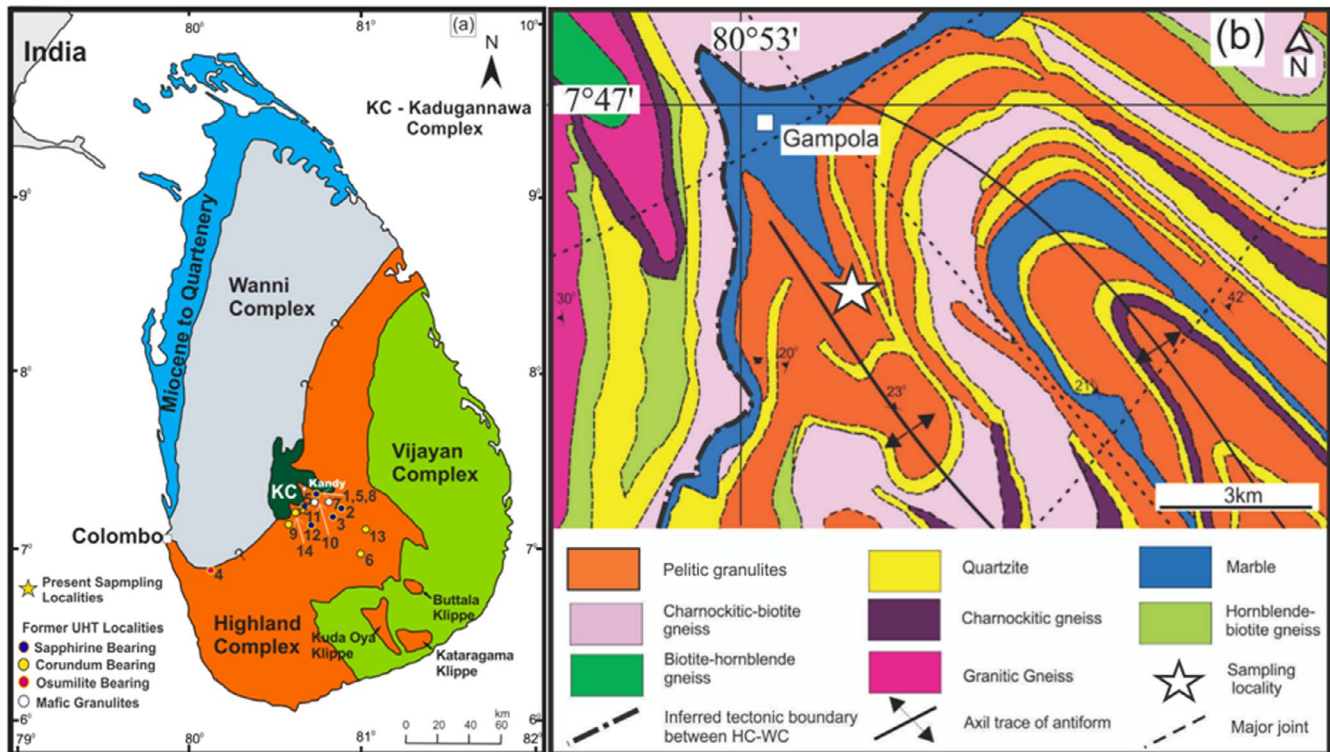 80°
81°
10°
(a)
India
N
KC - Kadugannawa
Complex
9°
9°
Miocene to Quartenery
Wanni
Complex
8°
8°
Vijayan
Complex
KC
Kandy
1,5,8
7
2
11
3
9
12
13
14
10
6
Colombo
7°
7°
4
Present Sapmpling
Localities
Former UHT Localities
Sapphirine Bearing
Corundum Bearing
Osumilite Bearing
Mafic Granulites
Highland
Complex
Buttala
Klippe
Kuda Oya
Klippe
Kataragama
Klippe
0 20 40 60
km
6°
6°
79°
80°
81°
82°
80°53'
(b)
N
7°47'
Gampola
30°
42°
20°
21°
23°
3km
Pelitic granulites
Quartzite
Marble
Charnockitic-biotite
gneiss
Charnockitic gneiss
Hornblende-
biotite gneiss
Biotite-hornblende
gneiss
Granitic Gneiss
Sampling
locality
Inferred tectonic boundary
between HC-WC
Axil trace of antiform
Major joint